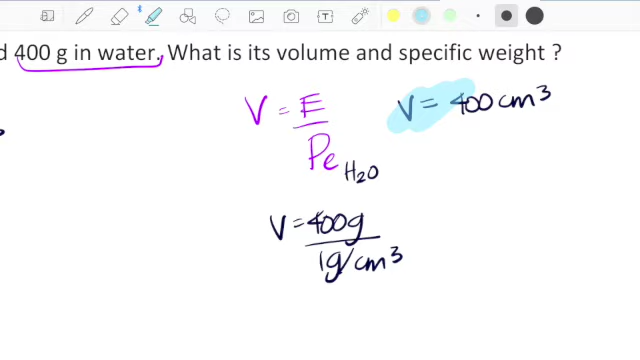 d 400 g in water. What is its volume and specific weight ?
V = E / Pe H₂O
V = 400 cm³
V = 400g / 1g/cm³